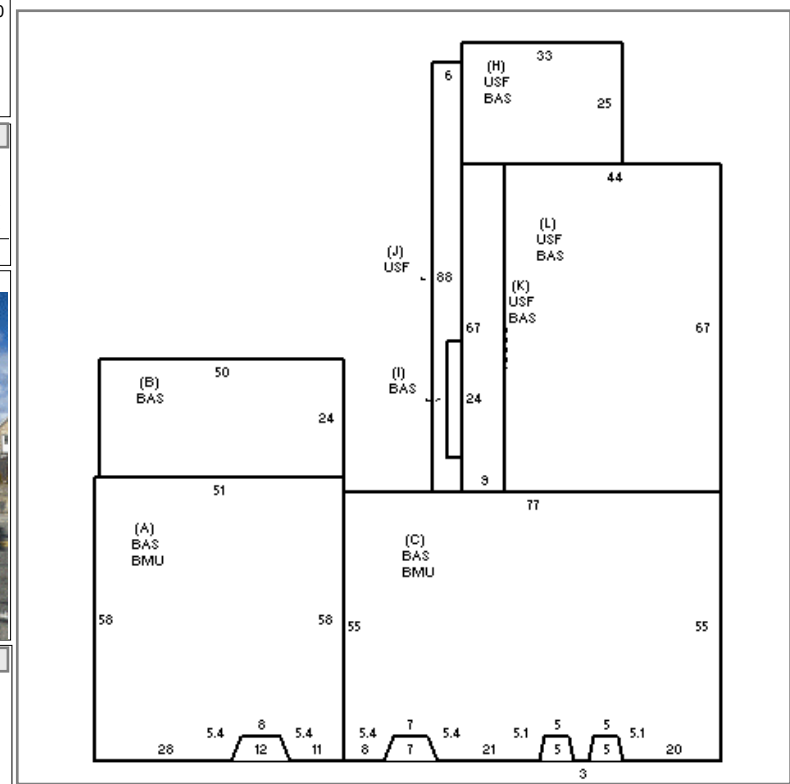 33
6
(H)
USF
BAS
25
44
(L)
USF
BAS
(J)
USF
88
(K)
USF
BAS
67
67
50
(B)
BAS
(I)
BAS
24
24
9
51
77
(A)
BAS
BMU
(C)
BAS
BMU
58
58
55
55
5.4
8
5.4
5.4
7
5.4
5.1
5
5
5.1
28
12
11
8
7
21
5
5
20
3